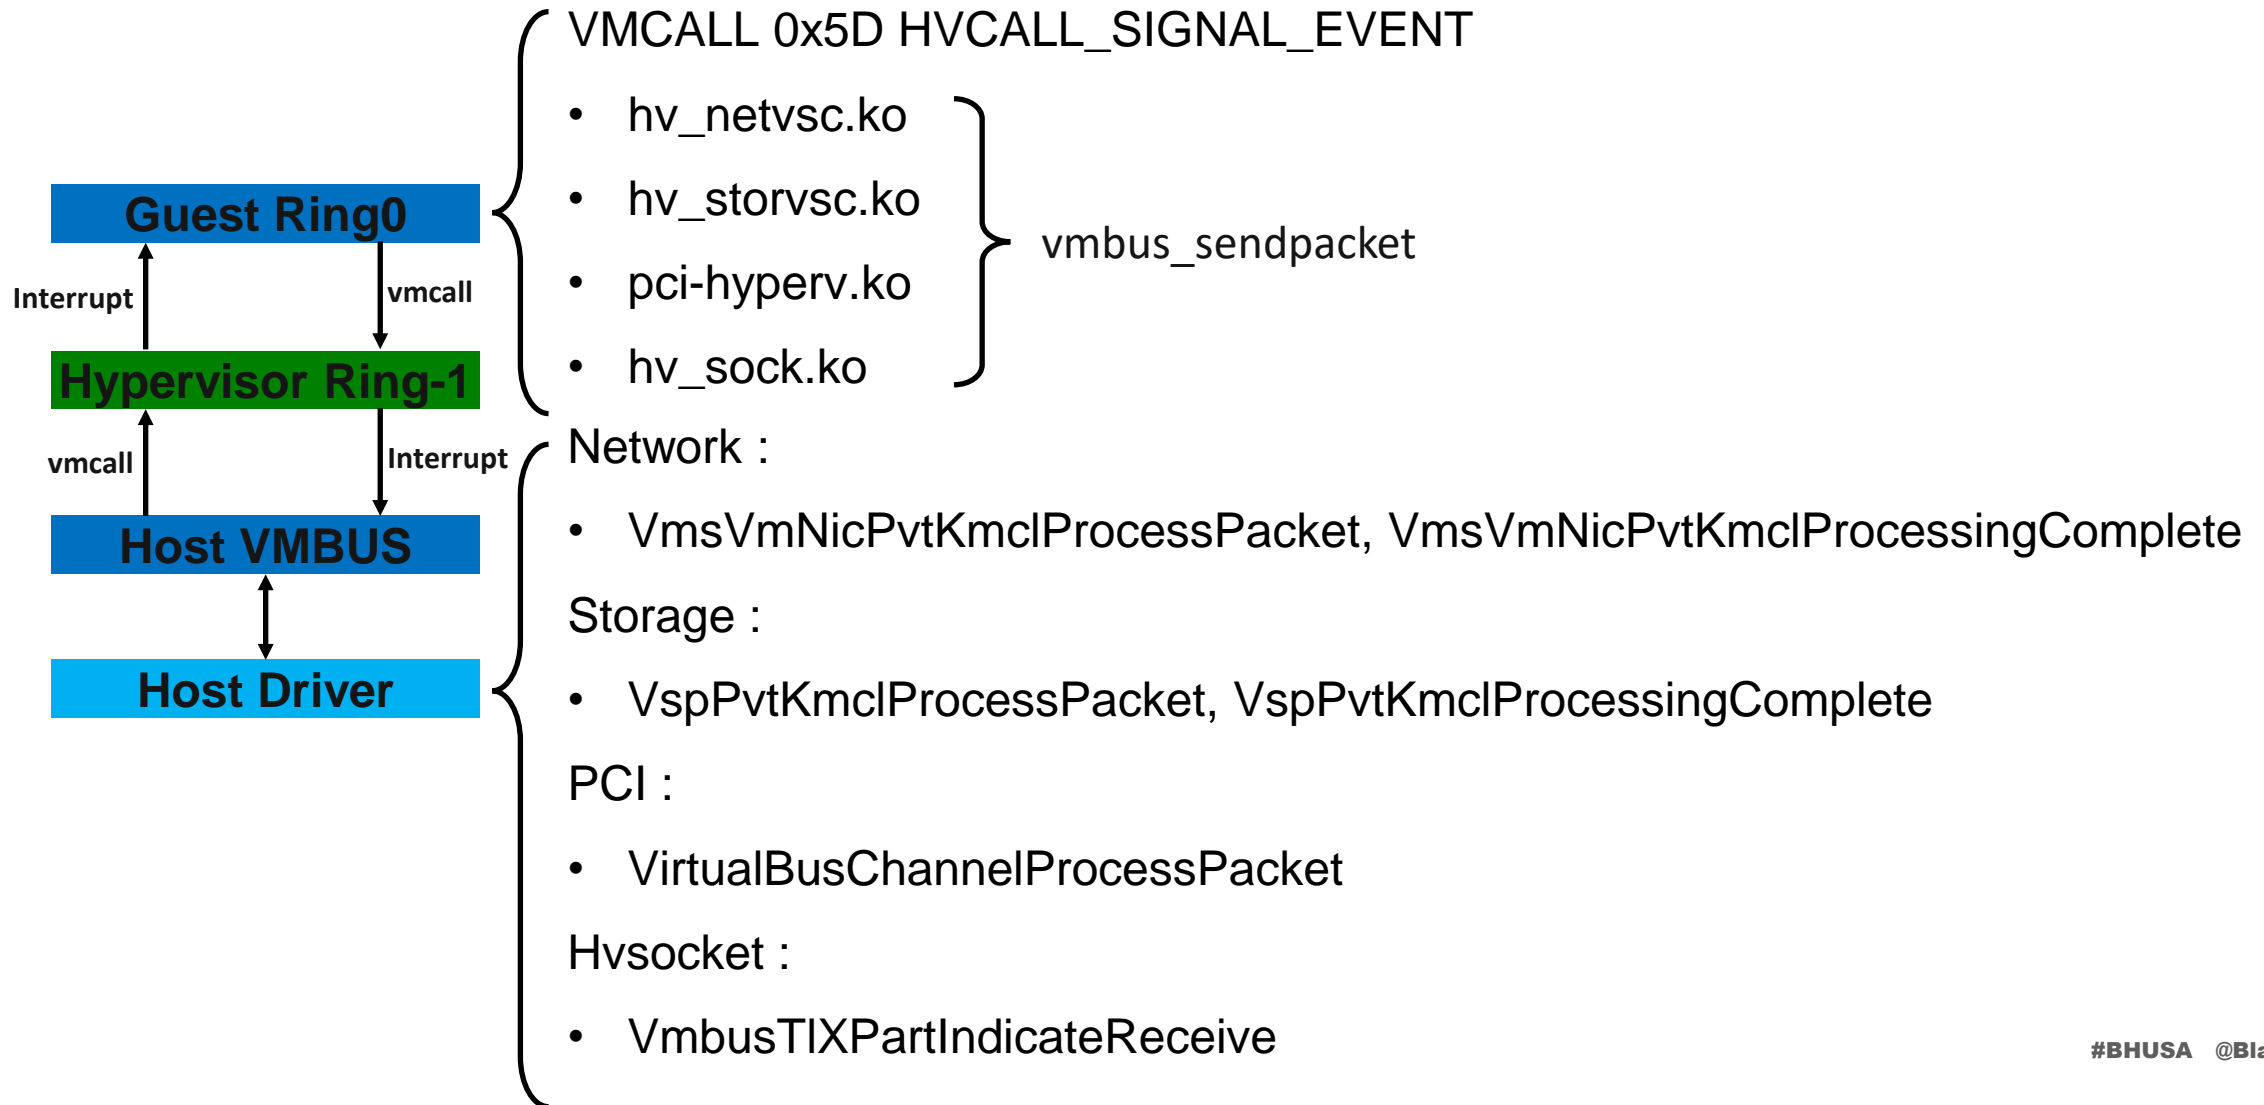 VMCALL 0x5D HVCALL_SIGNAL_EVENT
• hv_netvsc.ko
• hv_storvsc.ko
• pci-hyperv.ko
• hv_sock.ko
vmbus_sendpacket
Guest Ring0
Interrupt
vmcall
Hypervisor Ring-1
vmcall
Interrupt
Host VMBUS
Host Driver
Network :
• VmsVmNicPvtKmclProcessPacket, VmsVmNicPvtKmclProcessingComplete
Storage :
• VspPvtKmclProcessPacket, VspPvtKmclProcessingComplete
PCI :
• VirtualBusChannelProcessPacket
Hvsocket :
• VmbusTlXPartIndicateReceive
#BHUSA